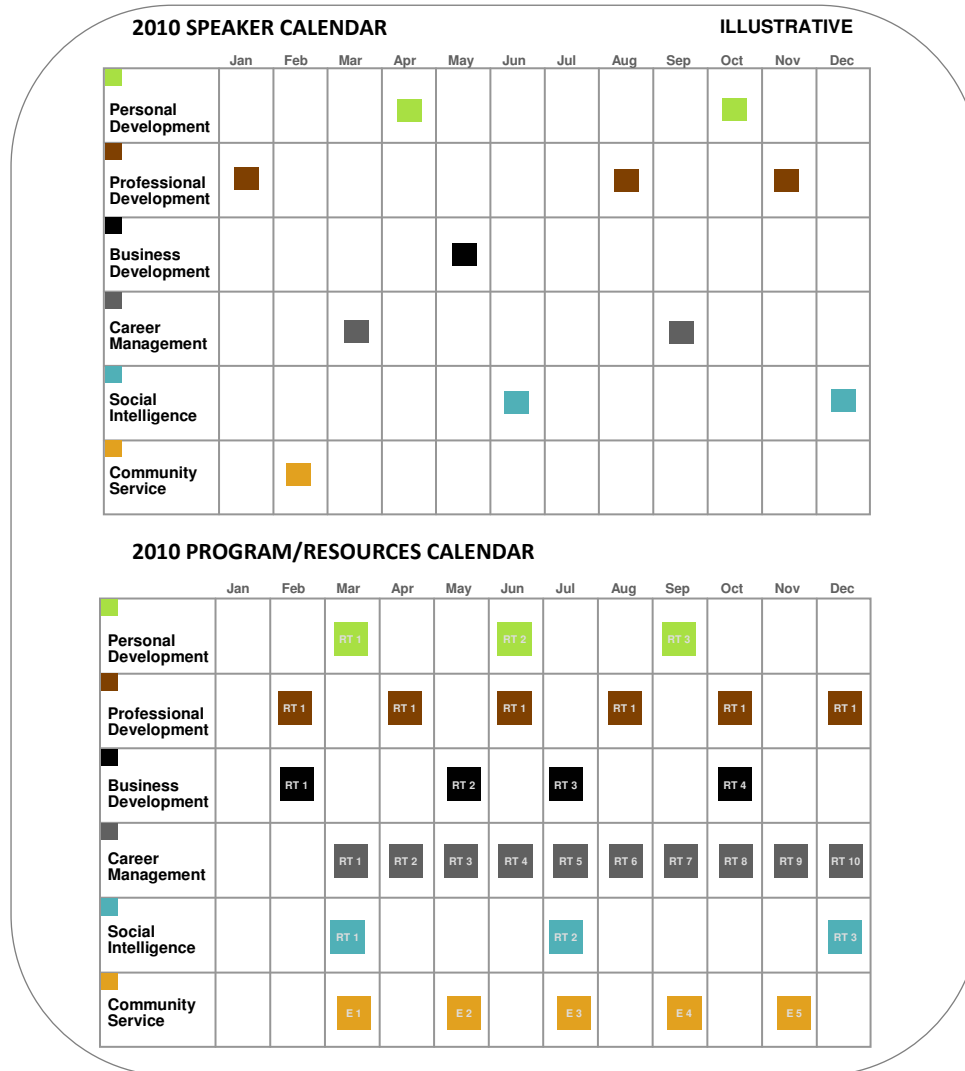 2010 SPEAKER CALENDAR ILLUSTRATIVE
Jan Feb Mar Apr May Jun Jul Aug Sep Oct Nov Dec
Personal
Development
Professional
Development
Business
Development
Career
Management
Social
Intelligence
Community
Service
2010 PROGRAM/RESOURCES CALENDAR
Jan Feb Mar Apr May Jun Jul Aug Sep Oct Nov Dec
Personal
Development
RT 1 RT 2 RT 3
Professional
Development
RT 1 RT 1 RT 1 RT 1 RT 1 RT 1
Business
Development
RT 1 RT 2 RT 3 RT 4
Career
Management
RT 1 RT 2 RT 3 RT 4 RT 5 RT 6 RT 7 RT 8 RT 9 RT 10
Social
Intelligence
RT 1 RT 2 RT 3
Community
Service
E 1 E 2 E 3 E 4 E 5